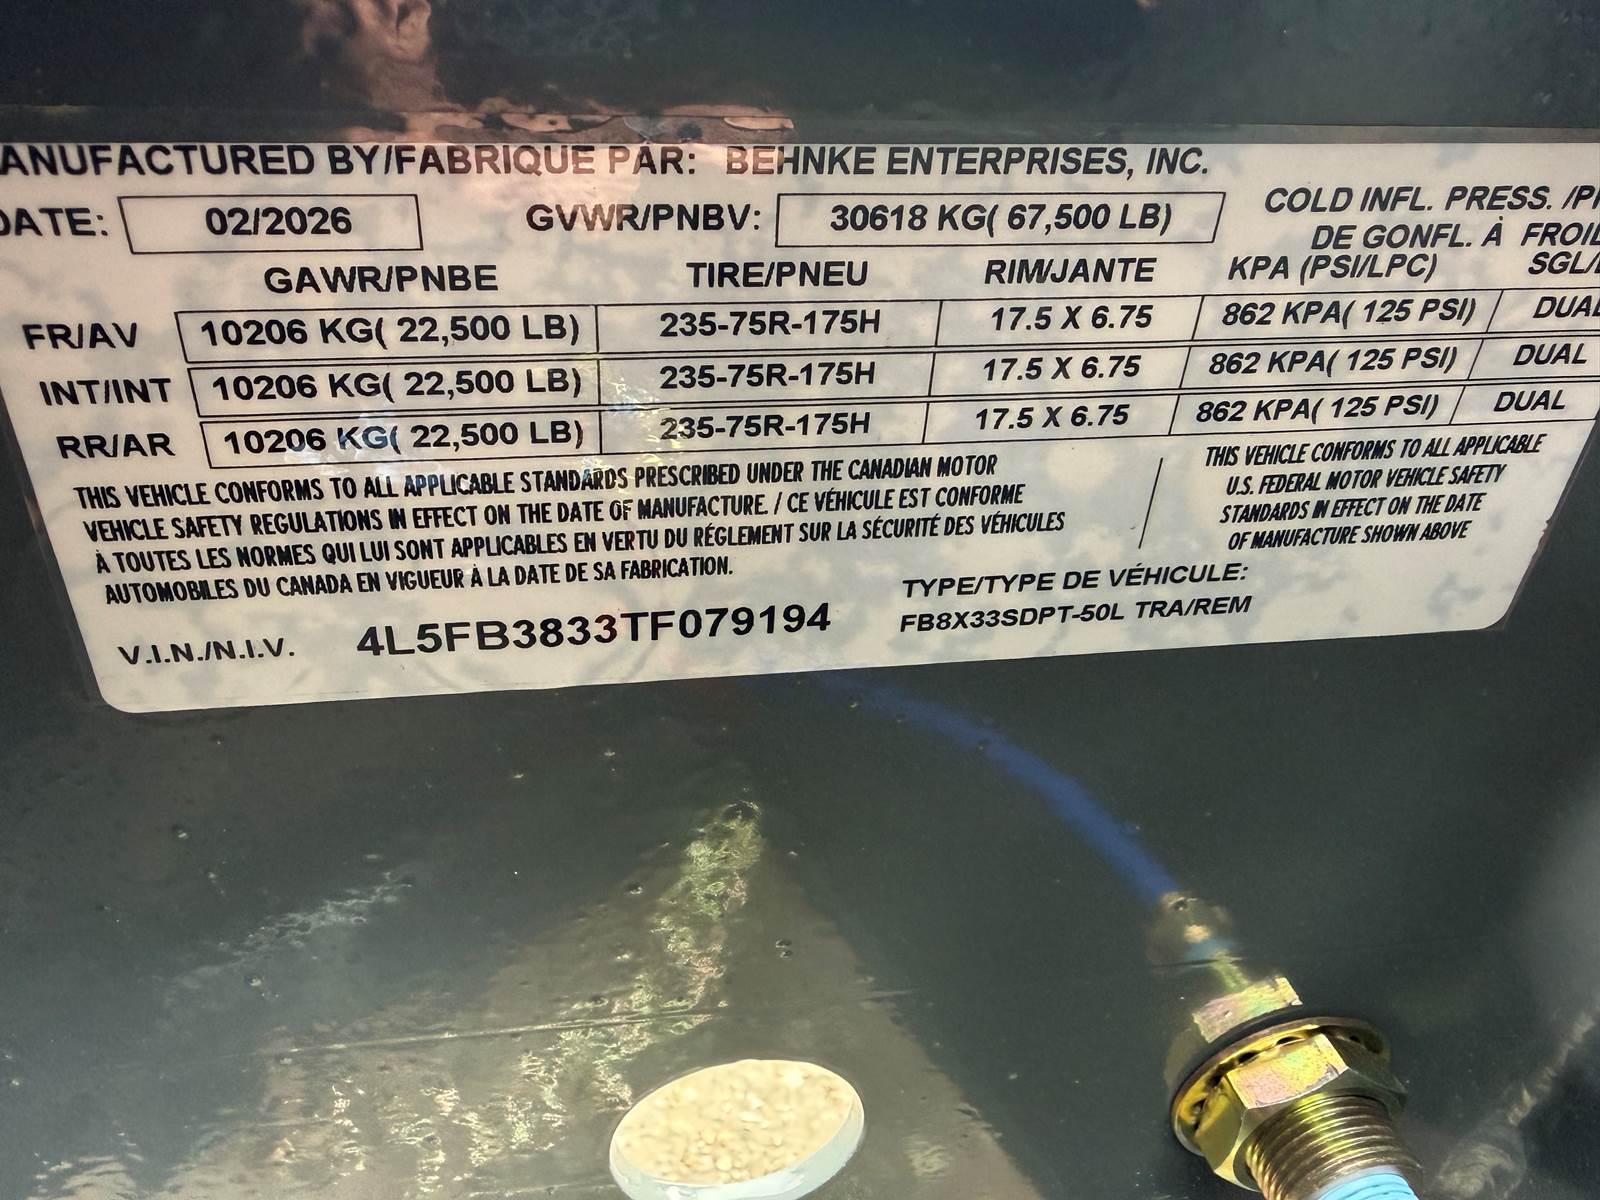 ANUFACTURED BY/FABRIQUE PAR: BEHNKE ENTERPRISES, INC.
DATE: 02/2026 GVWR/PNBV: 30618 KG( 67,500 LB) COLD INFL. PRESS. /PR
DE GONFL. À FROID
GAWR/PNBE TIRE/PNEU RIM/JANTE KPA (PSI/LPC) SGL/
FR/AV 10206 KG( 22,500 LB) 235-75R-175H 17.5 X 6.75 862 KPA( 125 PSI) DUAL
INT/INT 10206 KG( 22,500 LB) 235-75R-175H 17.5 X 6.75 862 KPA( 125 PSI) DUAL
RR/AR 10206 KG( 22,500 LB) 235-75R-175H 17.5 X 6.75 862 KPA( 125 PSI) DUAL
THIS VEHICLE CONFORMS TO ALL APPLICABLE STANDARDS PRESCRIBED UNDER THE CANADIAN MOTOR
VEHICLE SAFETY REGULATIONS IN EFFECT ON THE DATE OF MANUFACTURE. / CE VÉHICULE EST CONFORME
À TOUTES LES NORMES QUI LUI SONT APPLICABLES EN VERTU DU RÉGLEMENT SUR LA SÉCURITÉ DES VÉHICULES
AUTOMOBILES DU CANADA EN VIGUEUR À LA DATE DE SA FABRICATION.
THIS VEHICLE CONFORMS TO ALL APPLICABLE
U.S. FEDERAL MOTOR VEHICLE SAFETY
STANDARDS IN EFFECT ON THE DATE
OF MANUFACTURE SHOWN ABOVE
V.I.N./N.I.V. 4L5FB3833TF079194
TYPE/TYPE DE VÉHICULE:
FB8X33SDPT-50L TRA/REM